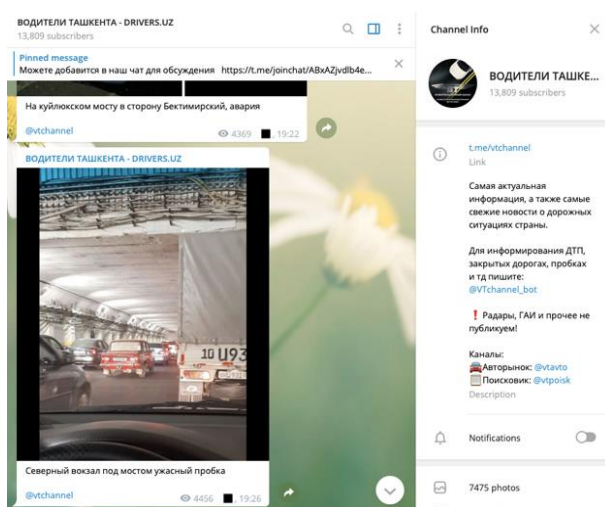 ВОДИТЕЛИ ТАШКЕНТА - DRIVERS.UZ
13,809 subscribers
Pinned message
Можете добавится в наш чат для обсуждения https://t.me/joinchat/ABxAZjvdlb4e...
На куйлюкском мосту в сторону Бектимирский, авария
@vtchannel 4369 , 19:22
ВОДИТЕЛИ ТАШКЕНТА - DRIVERS.UZ
10 U93
Северный вокзал под мостом ужасный пробка
@vtchannel 4456 , 19:26
Channel Info
ВОДИТЕЛИ ТАШКЕ...
13,809 subscribers
t.me/vtchannel
Link
Самая актуальная
информация, а также самые
свежие новости о дорожных
ситуациях страны.
Для информирования ДТП,
закрытых дорогах, пробках
и тд пишите:
@VTchannel_bot
❗ Радары, ГАИ и прочее не
публикуем!
Каналы:
Авторынок: @vtavto
Поисковик: @vtpoisk
Description
Notifications
7475 photos